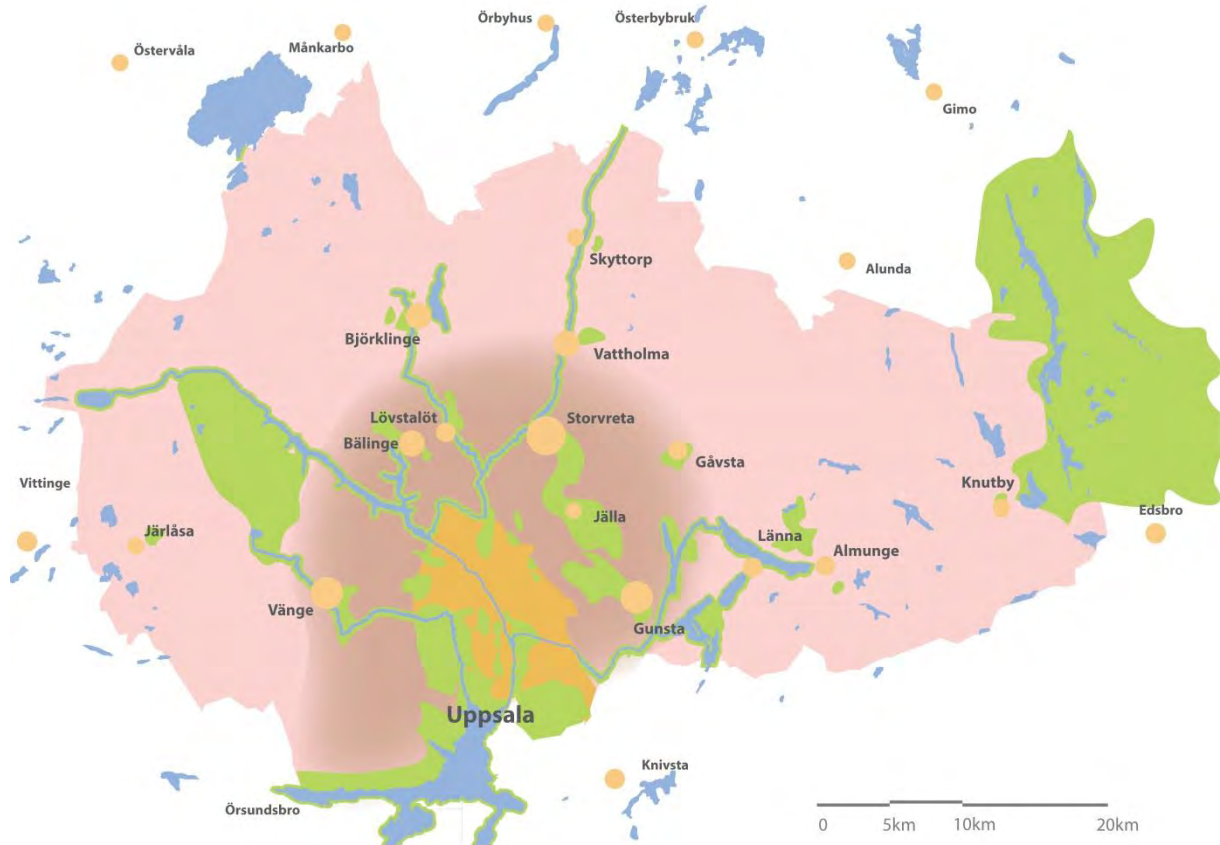 Örbyhus
Österbybruk
Månkarbo
Östervåla
Gimo
Skyttorp
Alunda
Björklinge
Vattholma
Lövstalöt
Storvreta
Bälinge
Gåvsta
Vittinge
Knutby
Edsbro
Jälla
Järlåsa
Länna
Almunge
Vänge
Gunsta
Uppsala
Knivsta
Örsundsbro
0 5km 10km 20km